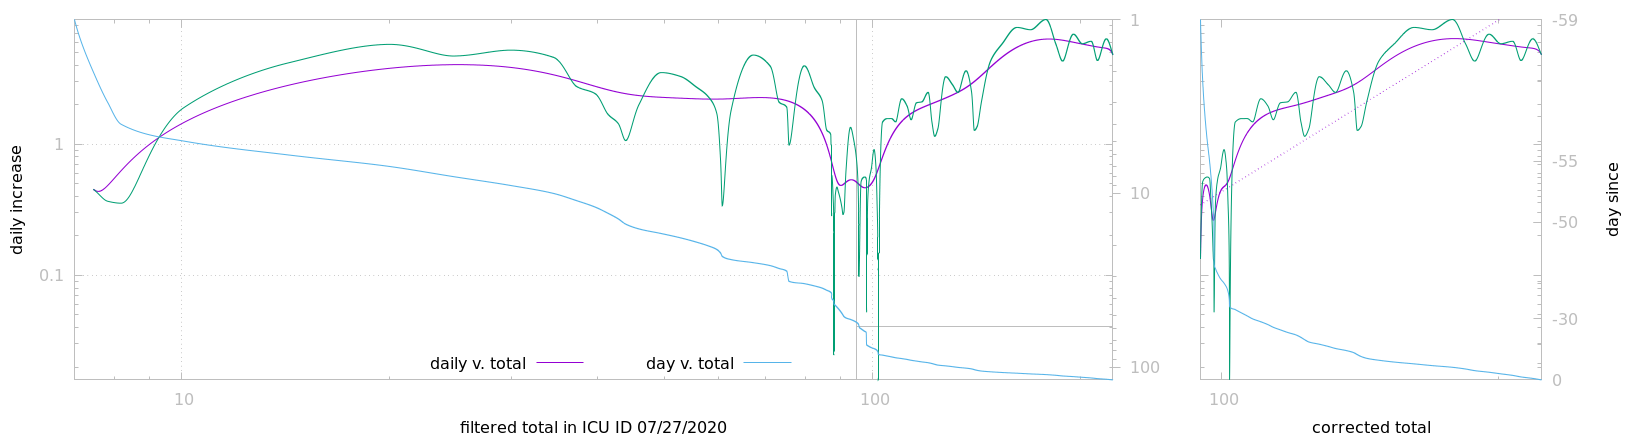 daily increase
1
0.1
daily v. total
day v. total
10
100
filtered total in ICU ID 07/27/2020
1
10
100
100
corrected total
-59
-55
-50
-30
0
day since